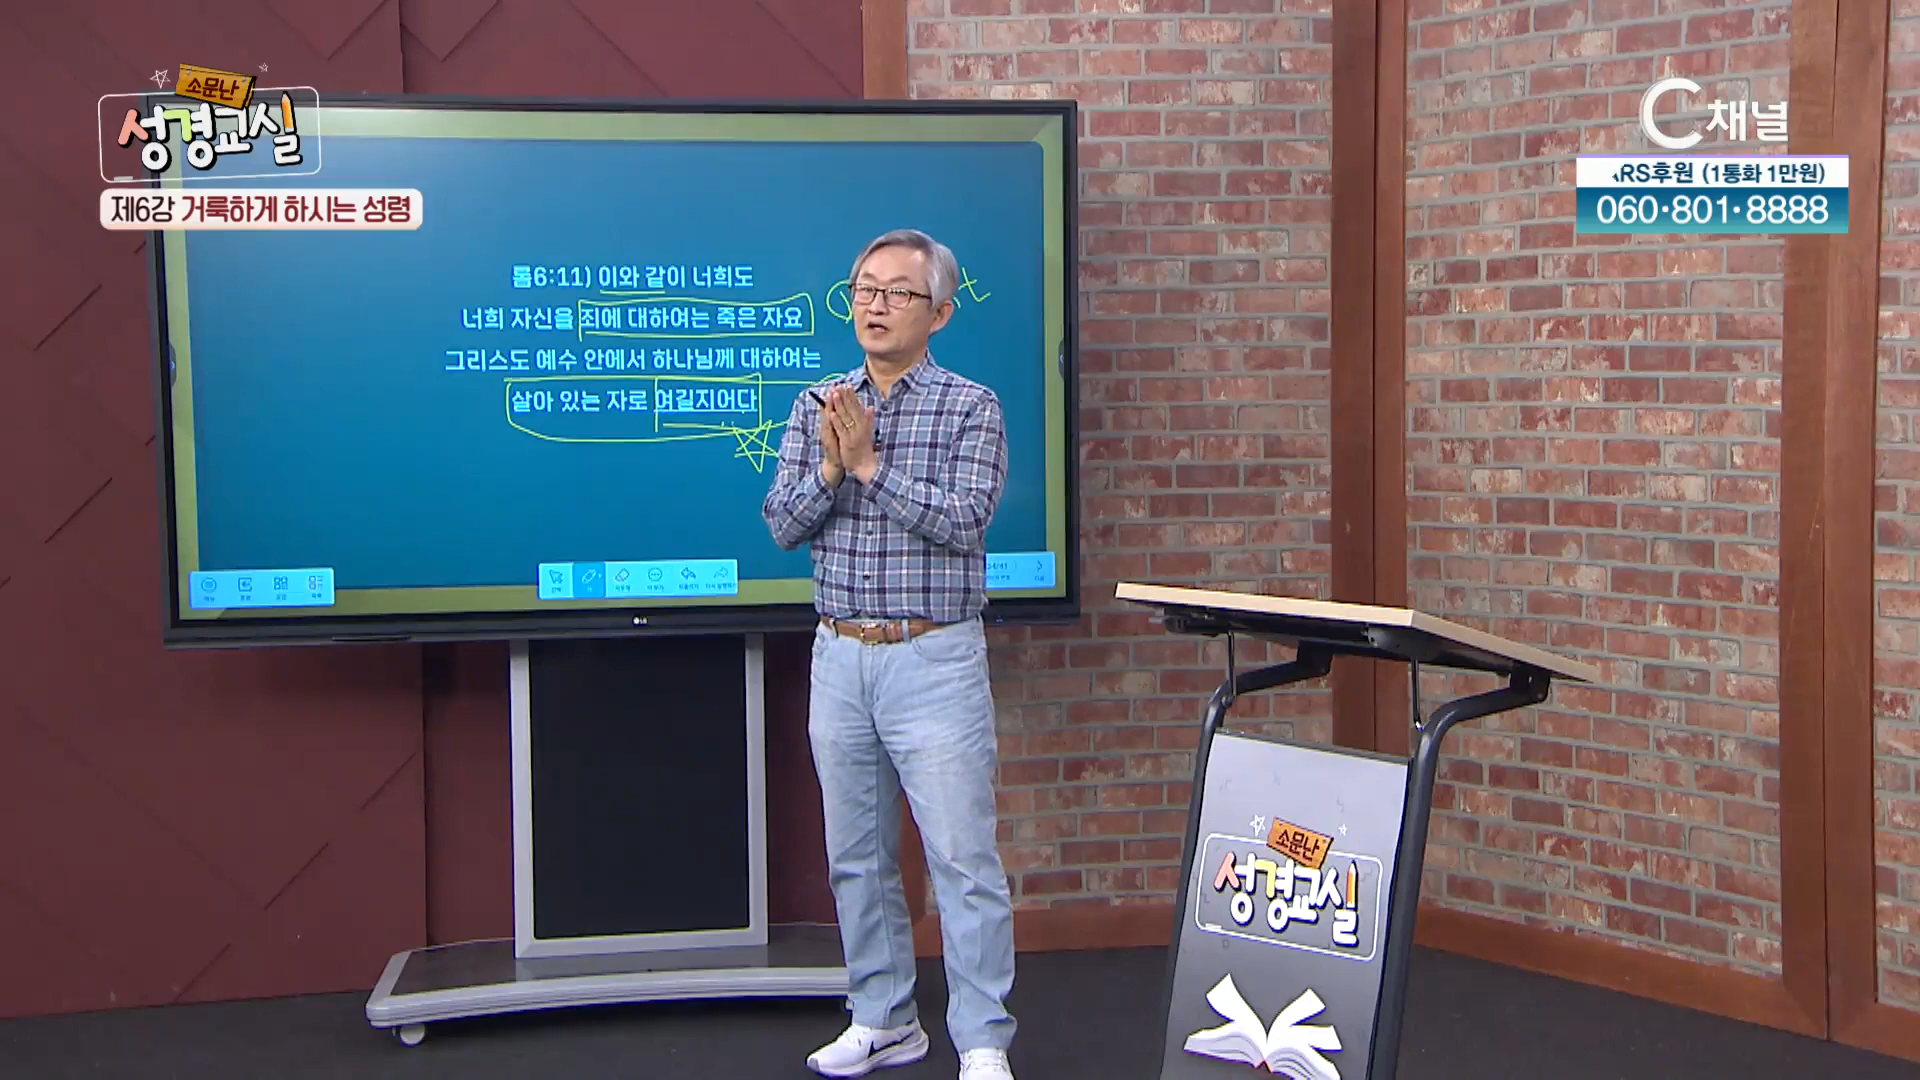 소문난
성경교실
제6강 거룩하게 하시는 성령
C채널
ARS후원 (1통화 1만원)
060·801·8888
롬6:11) 이와 같이 너희도
너희 자신을 죄에 대하여는 죽은 자요
그리스도 예수 안에서 하나님께 대하여는
살아 있는 자로 여길지어다
LG
소문난
성경교실